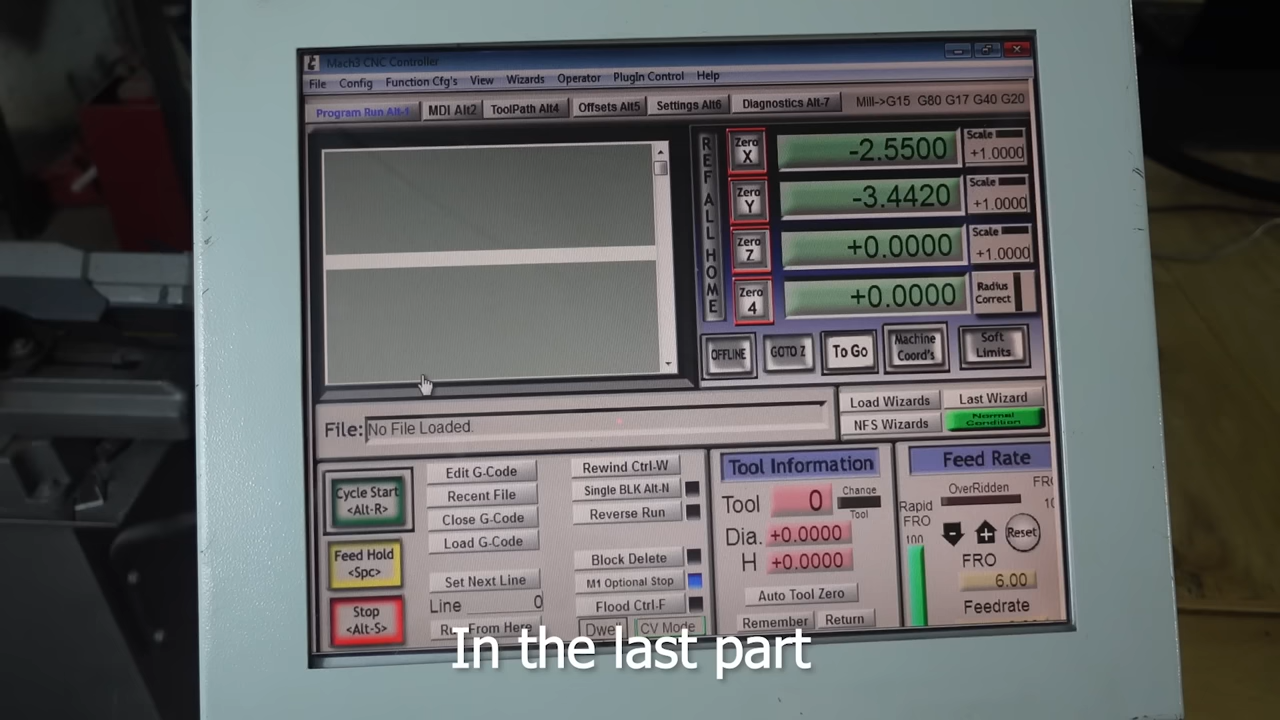 Mach3 CNC Controller
File Config Function Cfg's View Wizards Operator PlugIn Control Help
Program Run Alt-1 MDI Alt2 ToolPath Alt4 Offsets Alt5 Settings Alt6 Diagnostics Alt-7 Mill->G15 G80 G17 G40 G20
REF ALL HOME
Zero X -2.5500 Scale +1.0000
Zero Y -3.4420 Scale +1.0000
Zero Z +0.0000 Scale +1.0000
Zero 4 +0.0000 Radius Correct
OFFLINE GOTO Z To Go Machine Coord's Soft Limits
File: No File Loaded.
Load Wizards Last Wizard
NFS Wizards Normal Condition
Cycle Start <Alt-R>
Feed Hold <Spc>
Stop <Alt-S>
Edit G-Code
Recent File
Close G-Code
Load G-Code
Set Next Line
Line 0
From Here
Rewind Ctrl-W
Single BLK Alt-N
Reverse Run
Block Delete
M1 Optional Stop
Flood Ctrl-F
Dwell CV Mode
Tool Information
Tool 0 Change Tool
Dia. +0.0000
H +0.0000
Auto Tool Zero
Remember Return
Feed Rate
OverRidden
Rapid FRO
100
Reset
FRO
6.00
Feedrate
In the last part